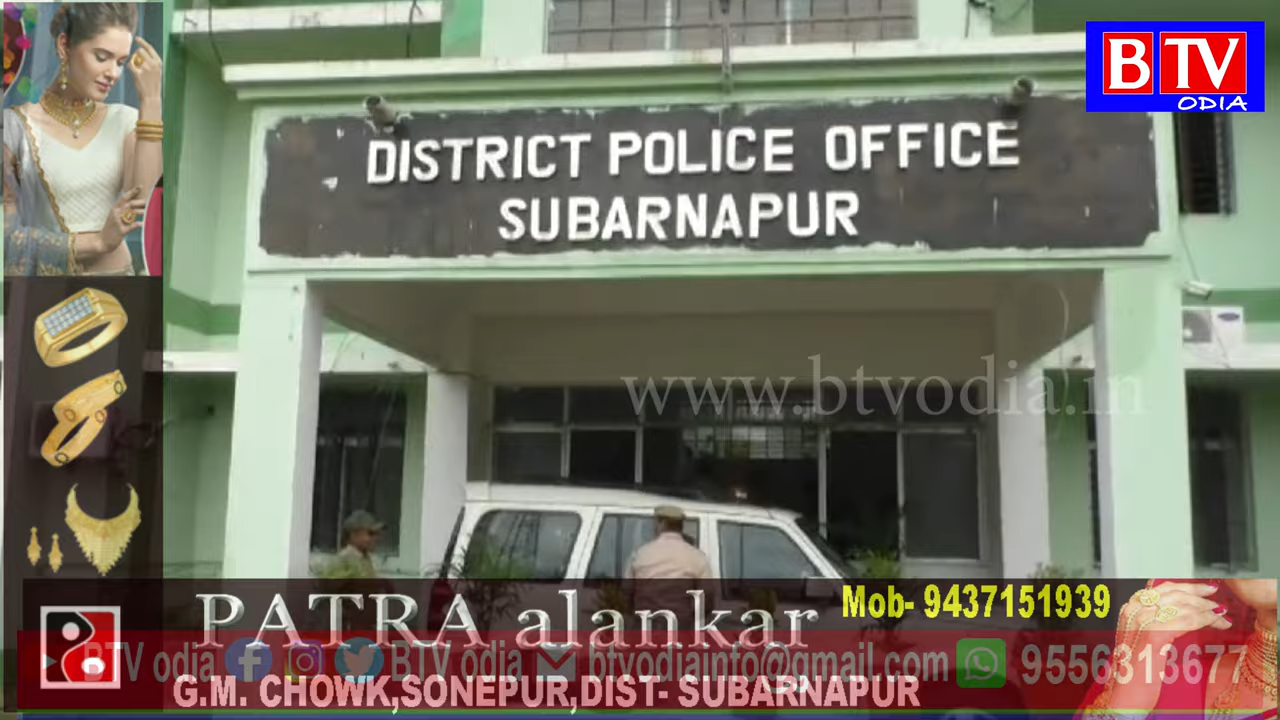 BTV
ODIA
DISTRICT POLICE OFFICE
SUBARNAPUR
www.btvodia.in
PATRA alankar
Mob- 9437151939
BTV odia BTV odia btvodiainfo@gmail.com 9556313677
G.M. CHOWK,SONEPUR,DIST- SUBARNAPUR